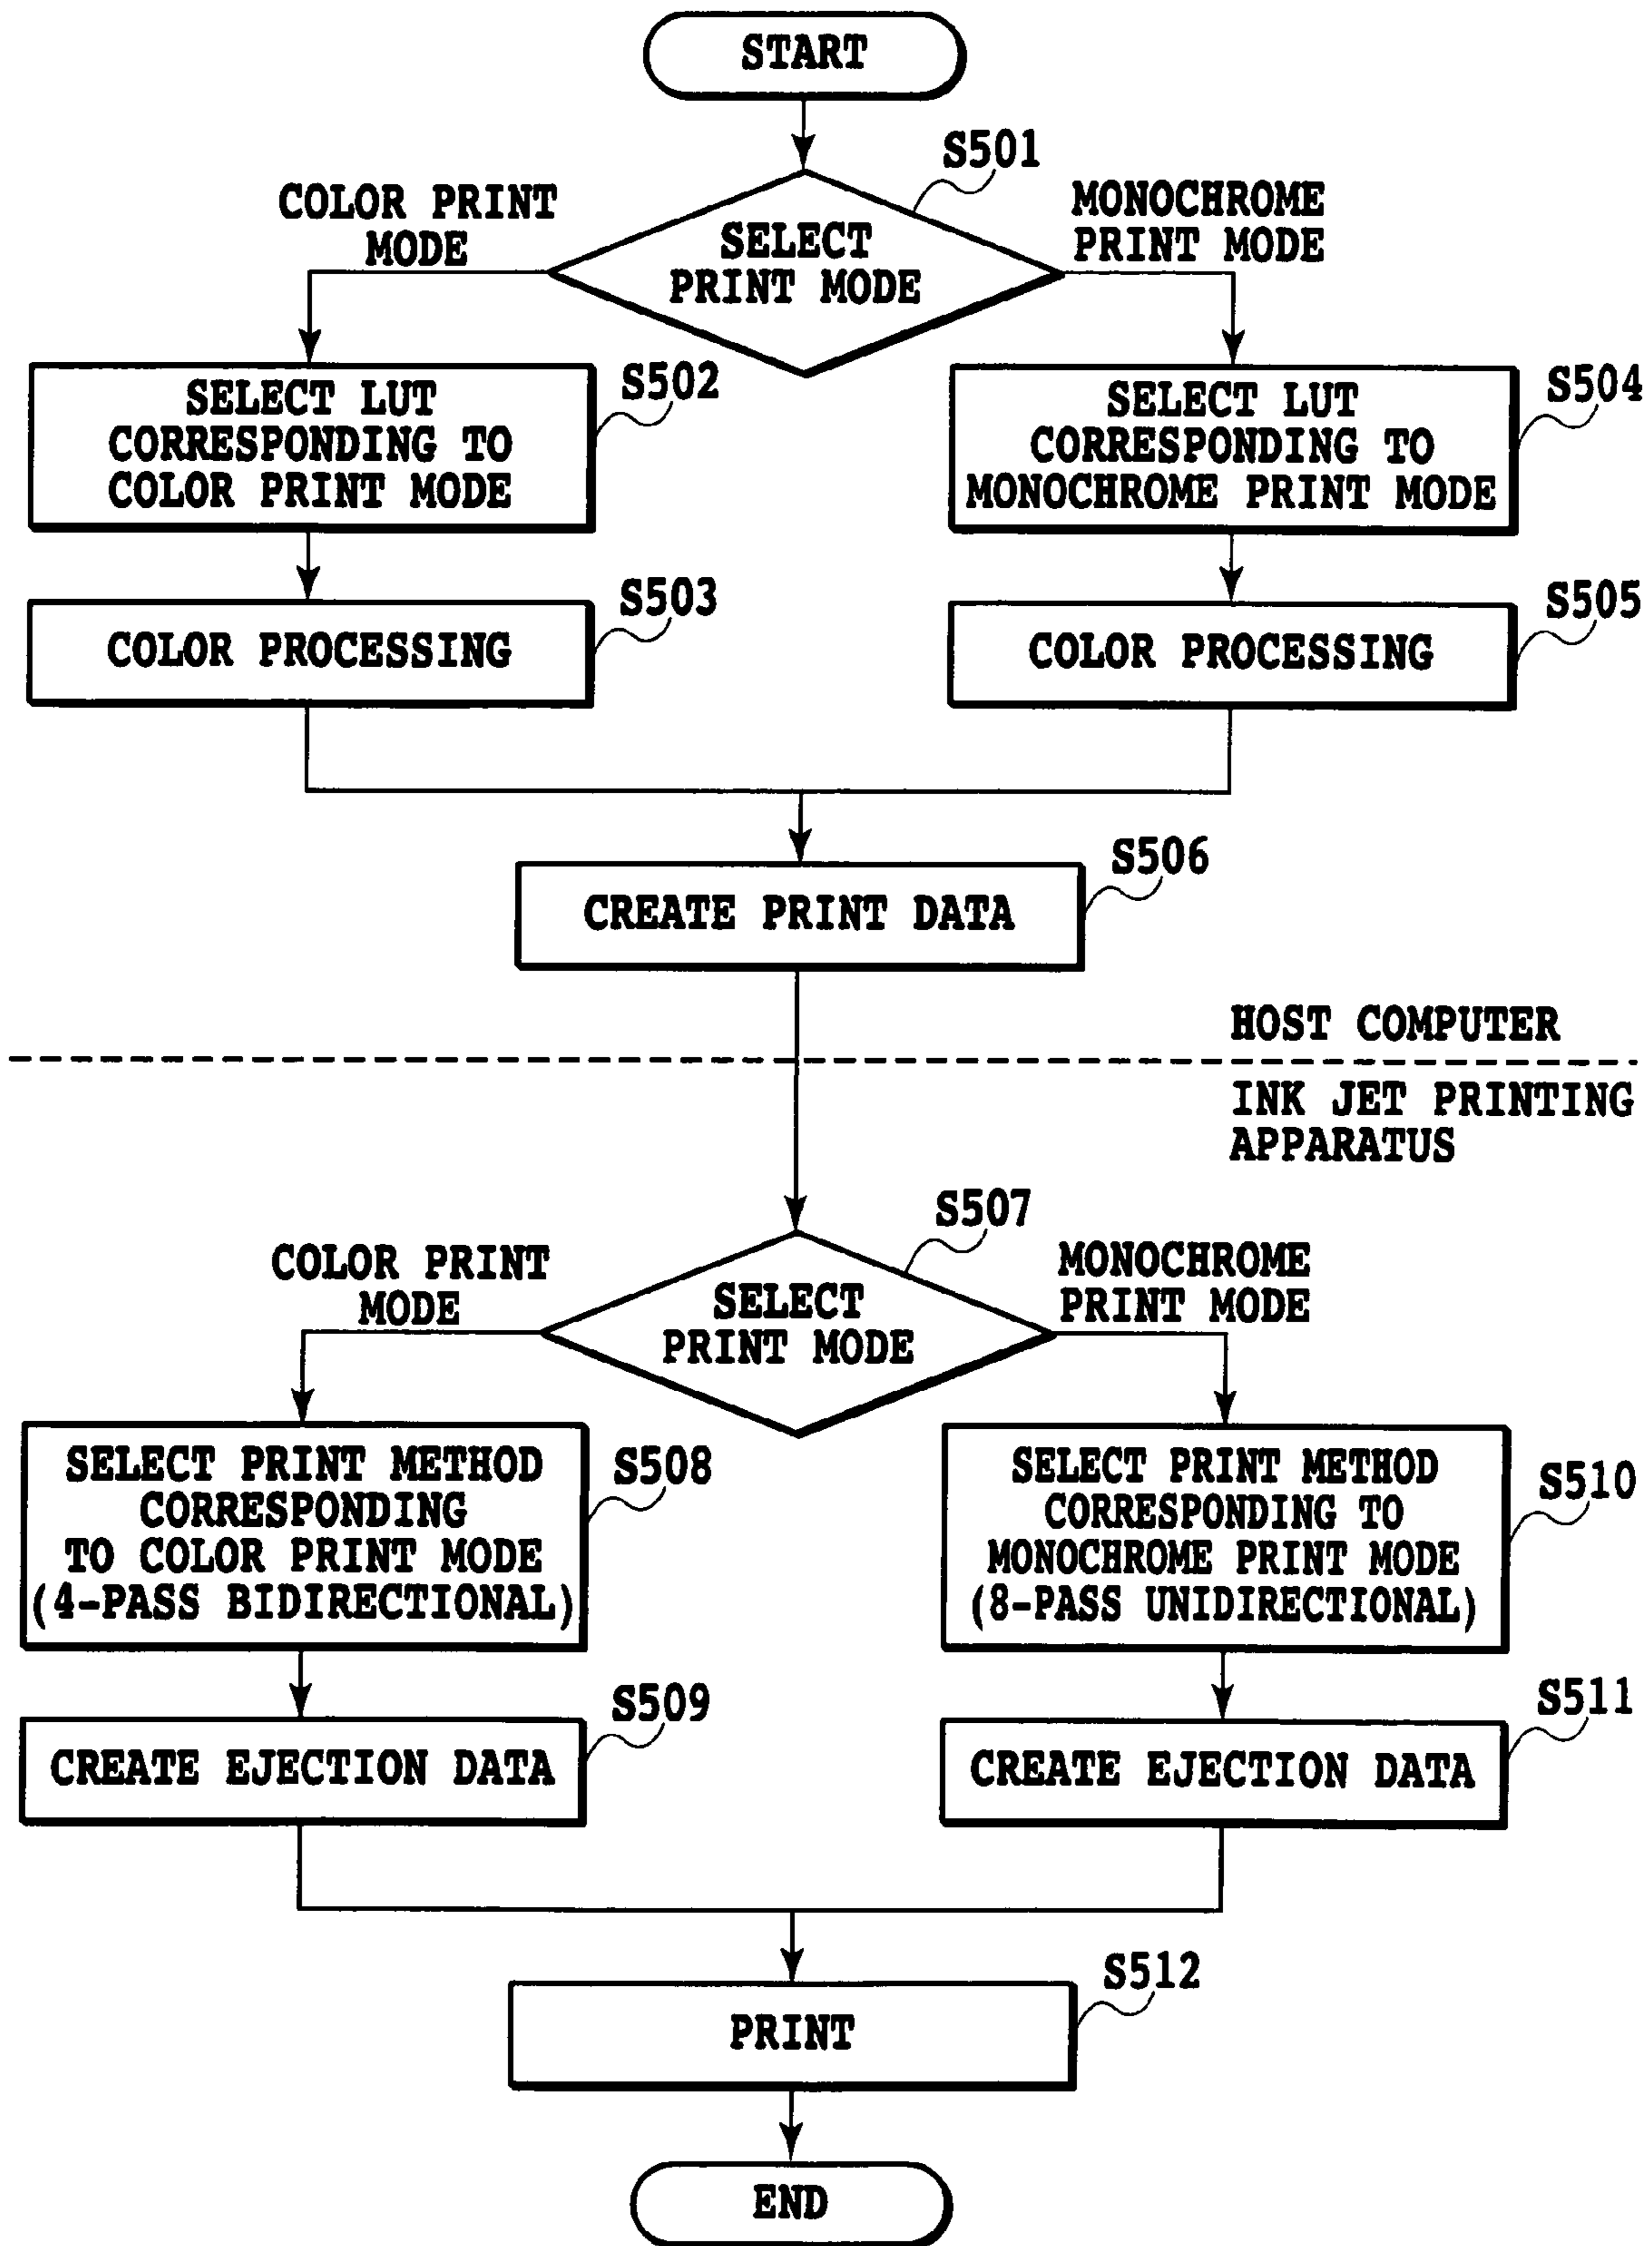 START
S501
COLOR PRINT
MODE
SELECT
PRINT MODE
MONOCHROME
PRINT MODE
S502
SELECT LUT
CORRESPONDING TO
COLOR PRINT MODE
S504
SELECT LUT
CORRESPONDING TO
MONOCHROME PRINT MODE
S503
COLOR PROCESSING
S505
COLOR PROCESSING
S506
CREATE PRINT DATA
HOST COMPUTER
INK JET PRINTING
APPARATUS
S507
COLOR PRINT
MODE
SELECT
PRINT MODE
MONOCHROME
PRINT MODE
S508
SELECT PRINT METHOD
CORRESPONDING
TO COLOR PRINT MODE
(4-PASS BIDIRECTIONAL)
S510
SELECT PRINT METHOD
CORRESPONDING TO
MONOCHROME PRINT MODE
(8-PASS UNIDIRECTIONAL)
S509
CREATE EJECTION DATA
S511
CREATE EJECTION DATA
S512
PRINT
END